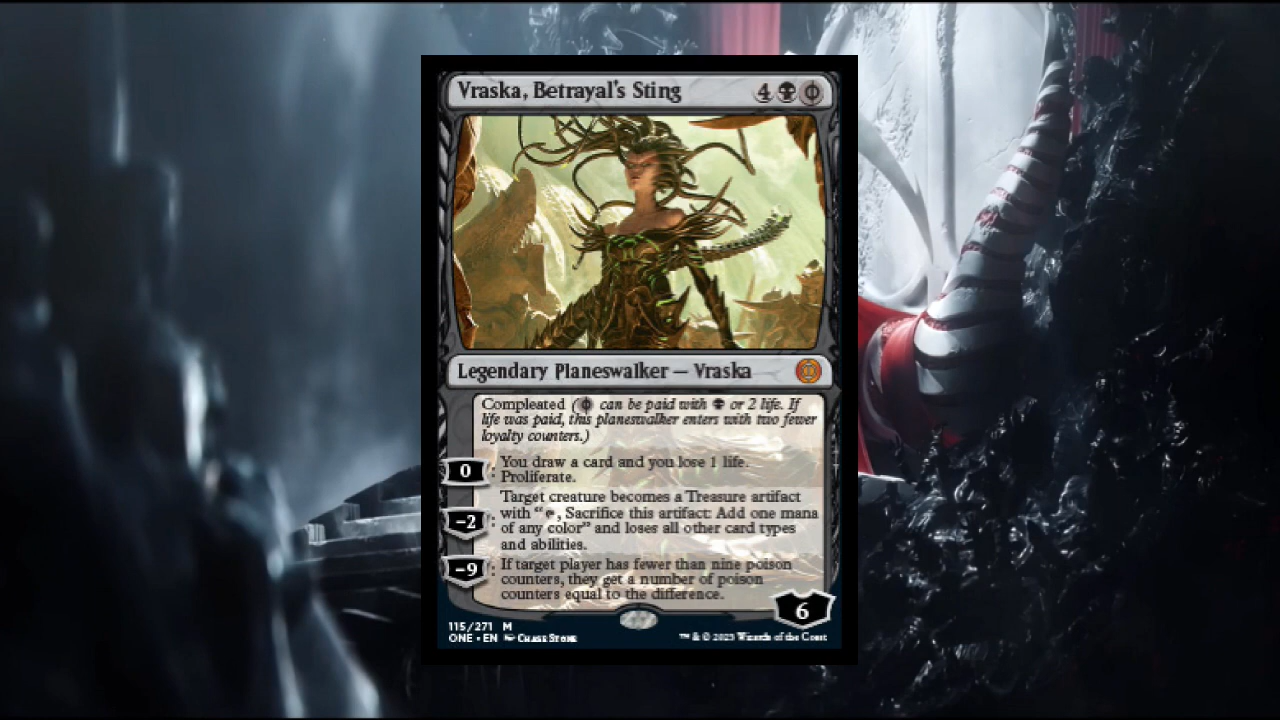 Vraska, Betrayal's Sting 4
Legendary Planeswalker — Vraska
Compleated ( can be paid with or 2 life. If
life was paid, this planeswalker enters with two fewer
loyalty counters.)
0: You draw a card and you lose 1 life.
Proliferate.
Target creature becomes a Treasure artifact
−2: with “, Sacrifice this artifact: Add one mana
of any color” and loses all other card types
and abilities.
−9: If target player has fewer than nine poison
counters, they get a number of poison
counters equal to the difference.
6
115/271 M
ONE • EN Chase Stone
™ & © 2023 Wizards of the Coast